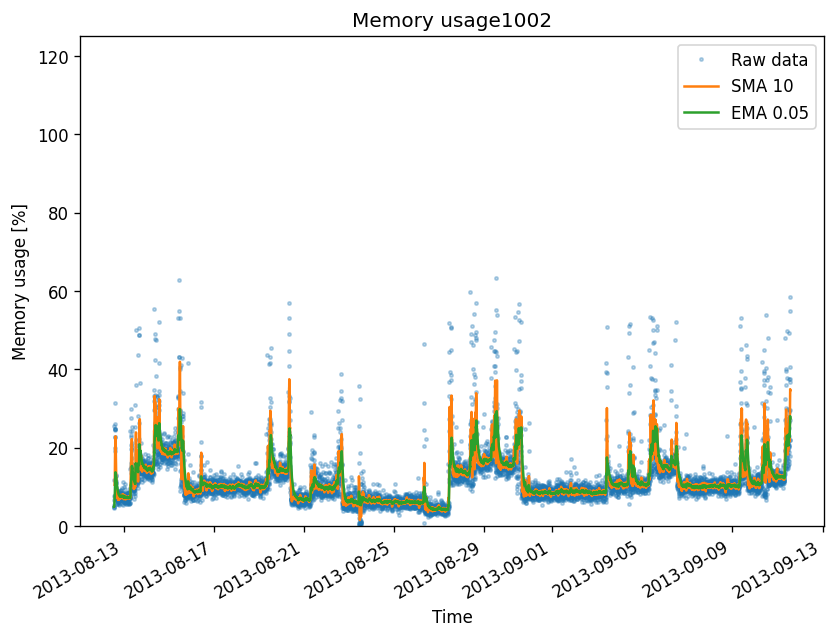 Memory usage1002
Raw data
SMA 10
EMA 0.05
Memory usage [%]
120
100
80
60
40
20
0
2013-08-13
2013-08-17
2013-08-21
2013-08-25
2013-08-29
2013-09-01
2013-09-05
2013-09-09
2013-09-13
Time